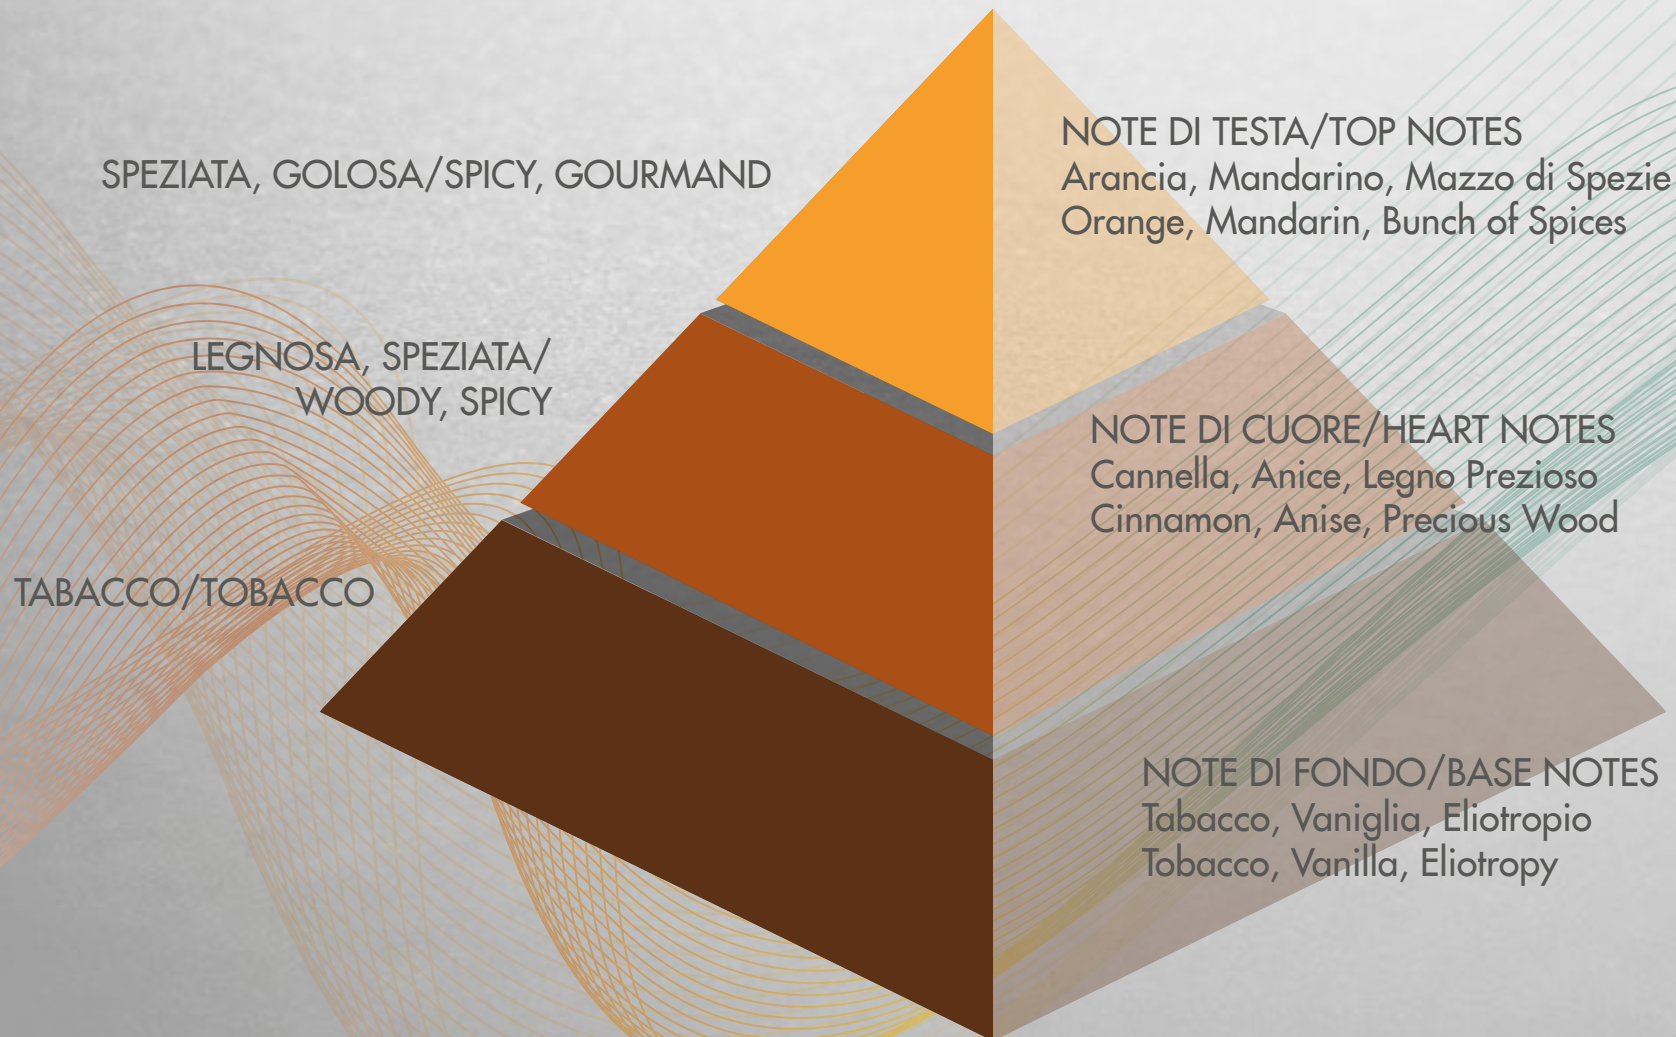 SPEZIATA, GOLOSA/SPICY, GOURMAND
NOTE DI TESTA/TOP NOTES
Arancia, Mandarino, Mazzo di Spezie
Orange, Mandarin, Bunch of Spices
LEGNOSA, SPEZIATA/
WOODY, SPICY
NOTE DI CUORE/HEART NOTES
Cannella, Anice, Legno Prezioso
Cinnamon, Anise, Precious Wood
TABACCO/TOBACCO
NOTE DI FONDO/BASE NOTES
Tabacco, Vaniglia, Eliotropio
Tobacco, Vanilla, Eliotropy